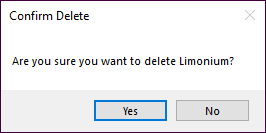 Confirm Delete
Are you sure you want to delete Limonium?
Yes No